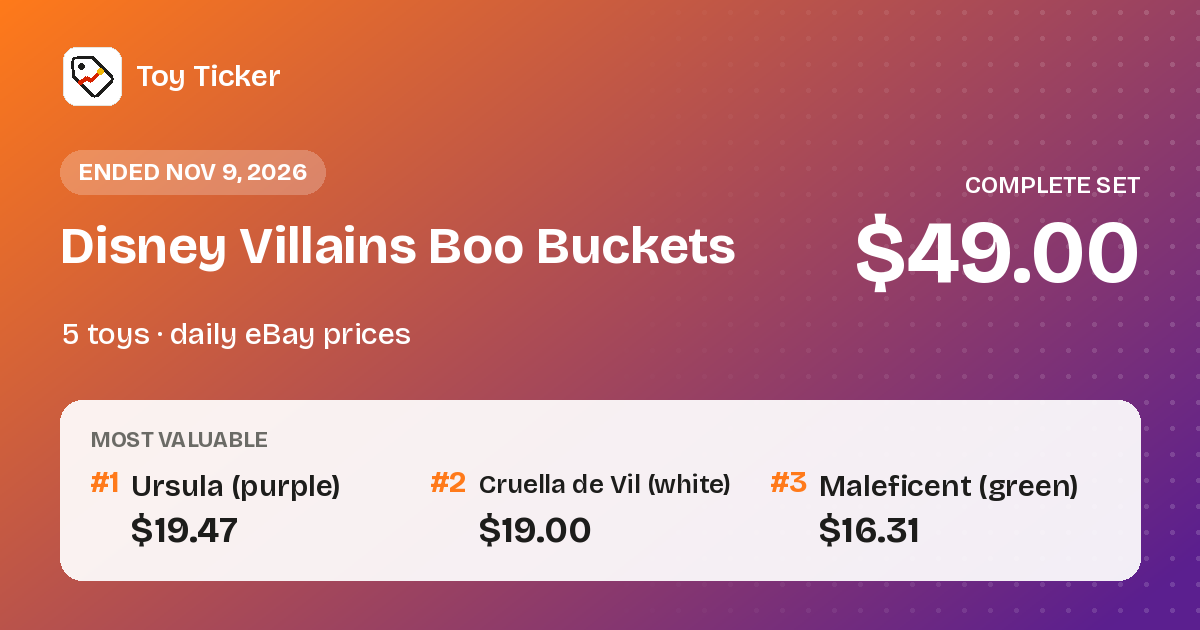 Toy Ticker
ENDED NOV 9, 2026
Disney Villains Boo Buckets
5 toys · daily eBay prices
COMPLETE SET
$49.00
MOST VALUABLE
#1 Ursula (purple)
$19.47
#2 Cruella de Vil (white)
$19.00
#3 Maleficent (green)
$16.31